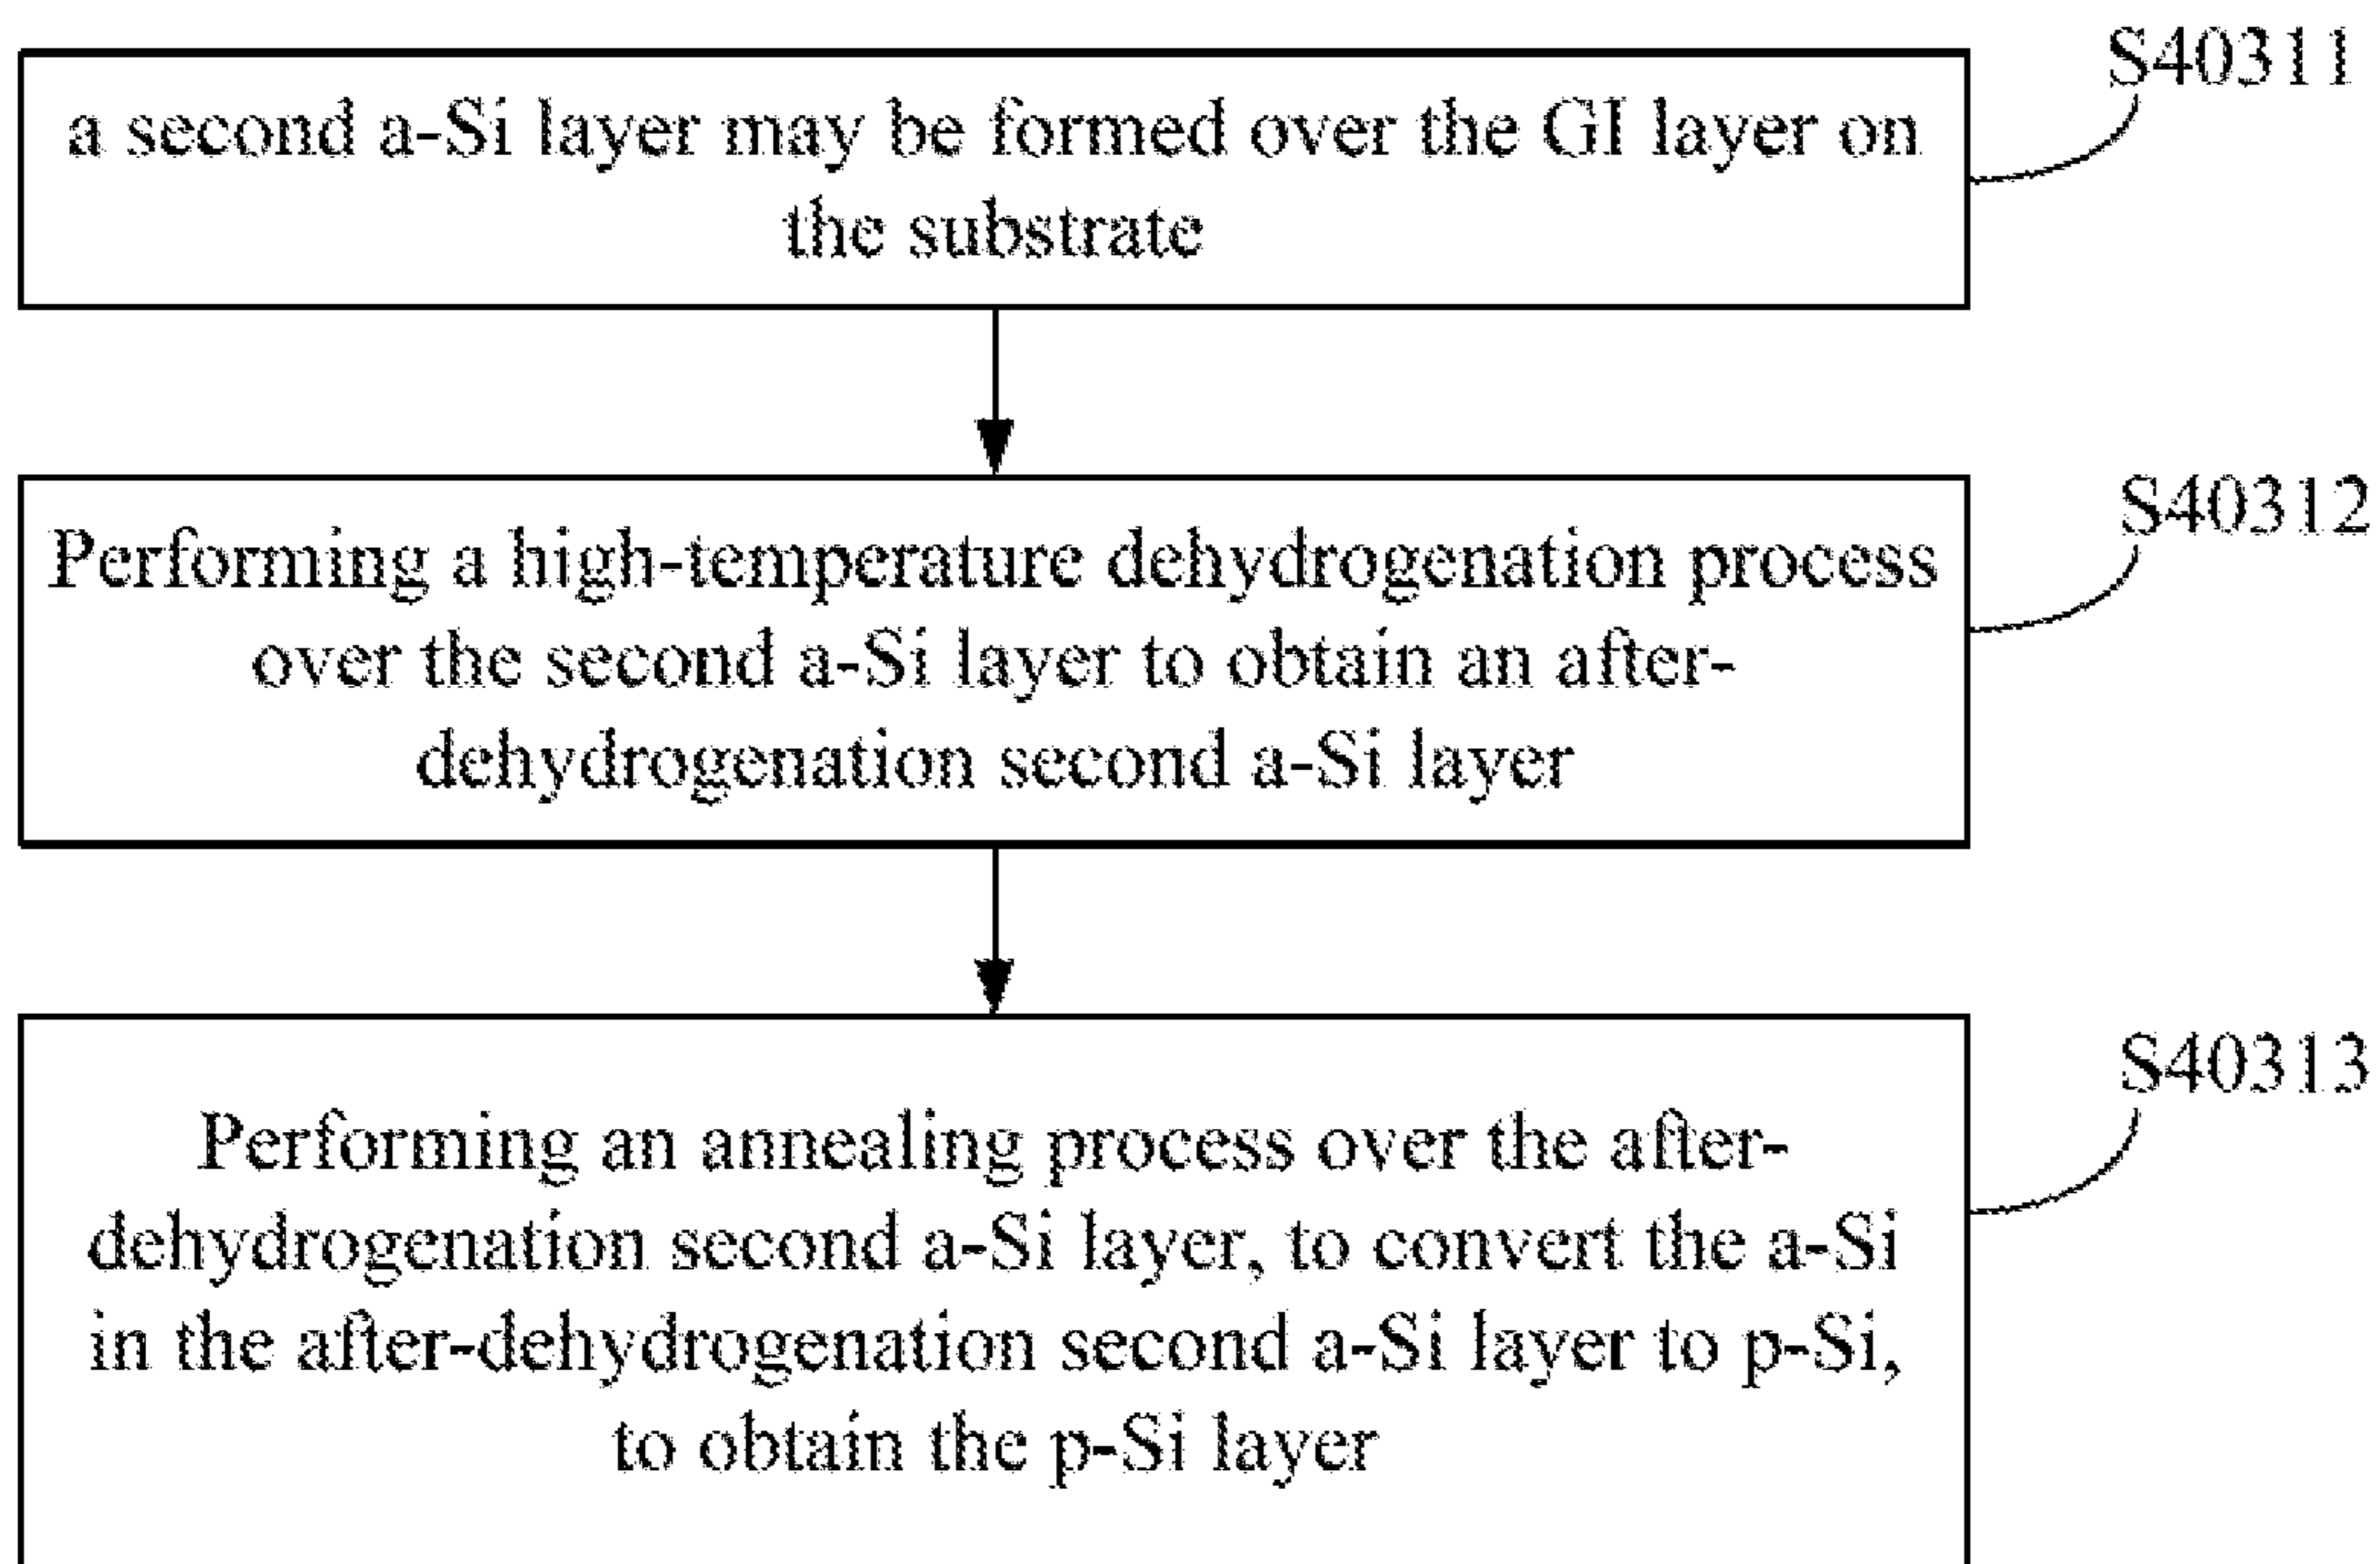 S40311
a second a-Si layer may be formed over the GI layer on
the substrate
S40312
Performing a high-temperature dehydrogenation process
over the second a-Si layer to obtain an after-
dehydrogenation second a-Si layer
S40313
Performing an annealing process over the after-
dehydrogenation second a-Si layer, to convert the a-Si
in the after-dehydrogenation second a-Si layer to p-Si,
to obtain the p-Si layer